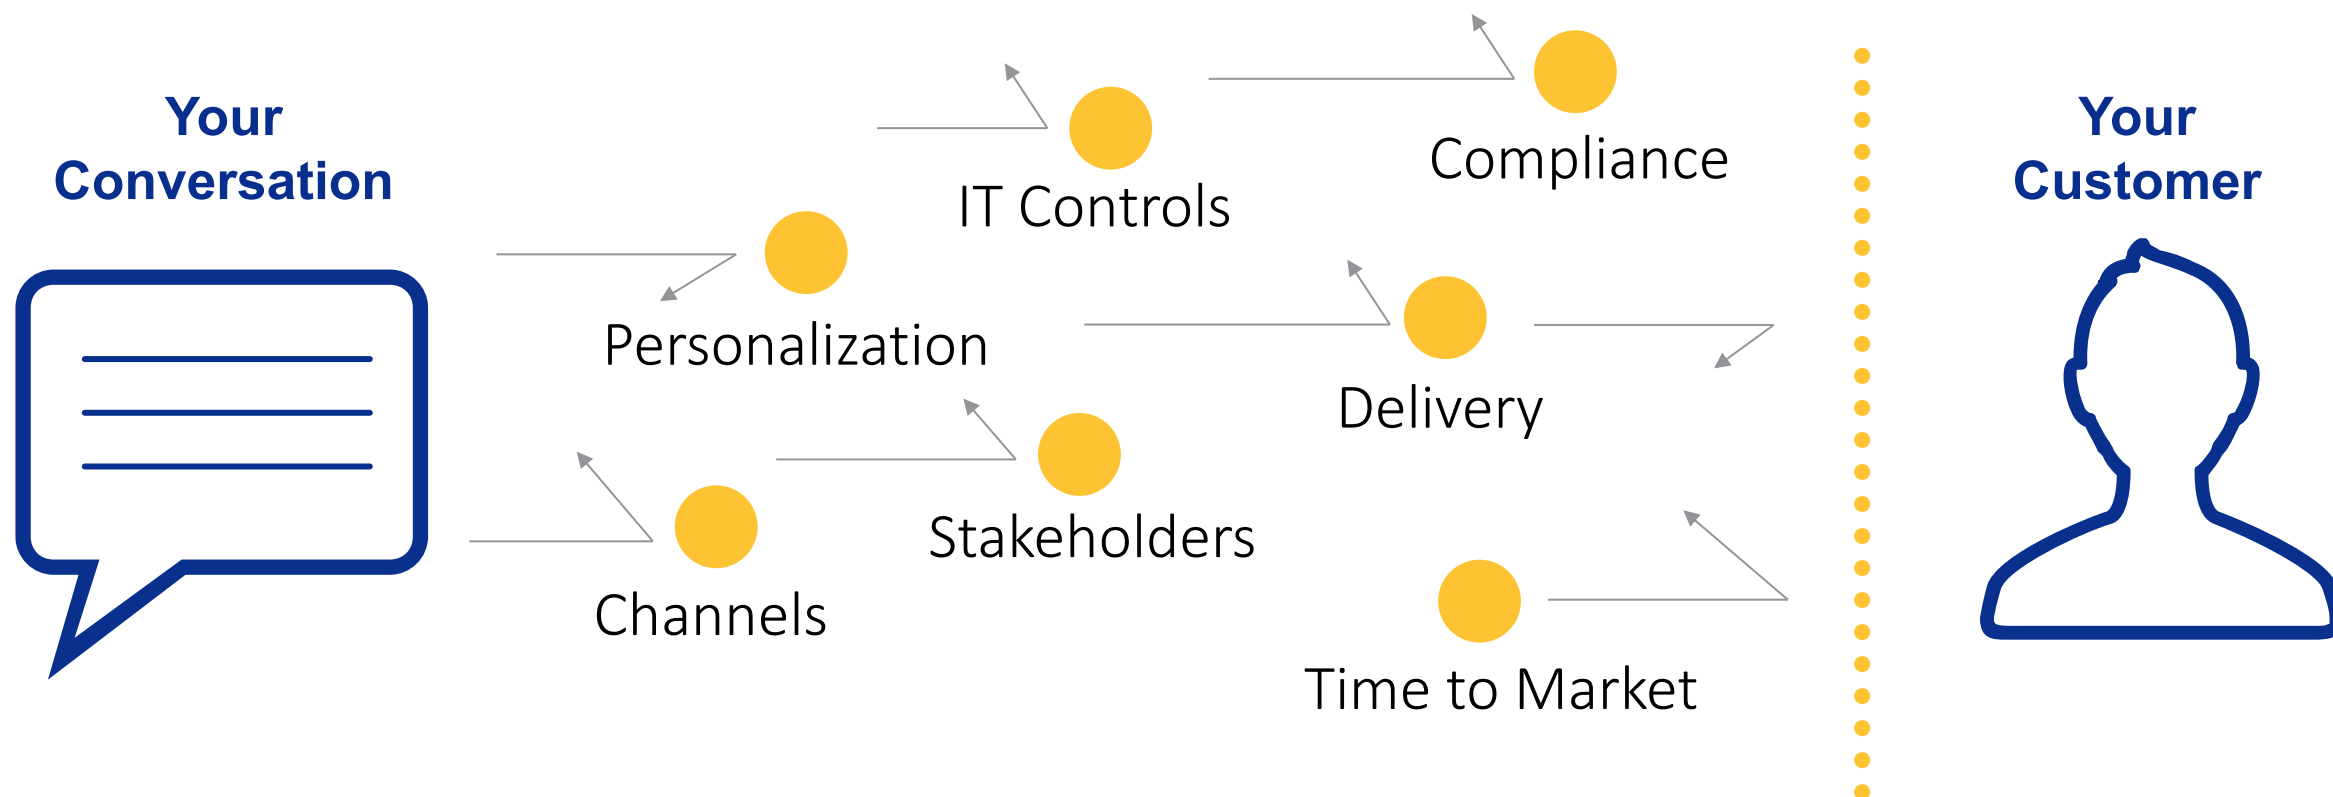 Your
Conversation
Personalization
Channels
IT Controls
Stakeholders
Compliance
Delivery
Time to Market
Your
Customer